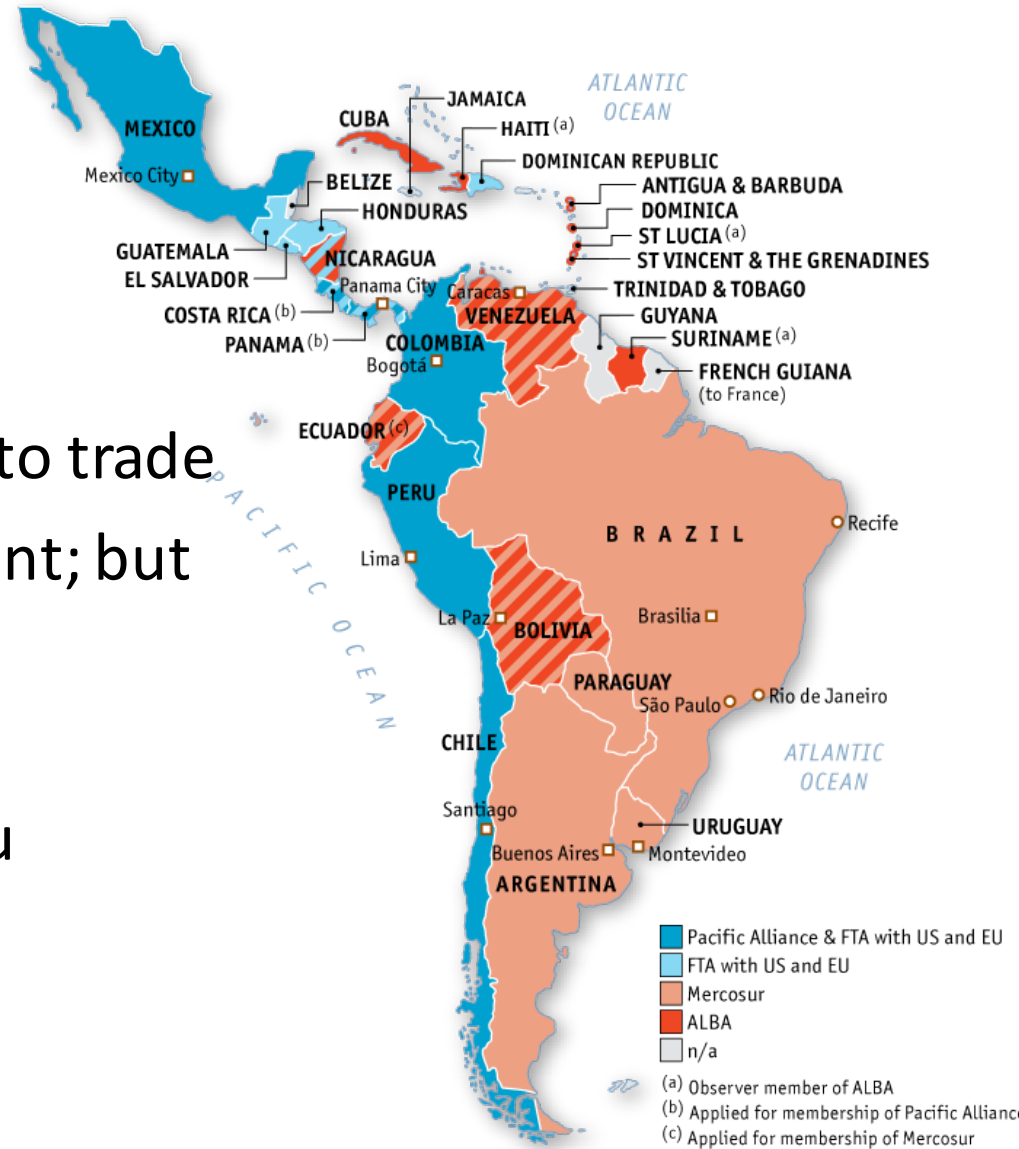 ATLANTIC
OCEAN
JAMAICA
CUBA
HAITI (a)
MEXICO
DOMINICAN REPUBLIC
Mexico City
BELIZE
ANTIGUA & BARBUDA
HONDURAS
DOMINICA
ST LUCIA (a)
GUATEMALA
NICARAGUA
ST VINCENT & THE GRENADINES
EL SALVADOR
Panama City
Caracas
TRINIDAD & TOBAGO
COSTA RICA (b)
VENEZUELA
GUYANA
PANAMA (b)
COLOMBIA
SURINAME (a)
Bogotá
FRENCH GUIANA
(to France)
ECUADOR (c)
to trade
PACIFIC OCEAN
PERU
BRAZIL
Recife
nt; but
Lima
La Paz
BOLIVIA
Brasilia
PARAGUAY
São Paulo
Rio de Janeiro
CHILE
ATLANTIC
OCEAN
Santiago
u
URUGUAY
Buenos Aires
Montevideo
ARGENTINA
Pacific Alliance & FTA with US and EU
FTA with US and EU
Mercosur
ALBA
n/a
(a) Observer member of ALBA
(b) Applied for membership of Pacific Alliance
(c) Applied for membership of Mercosur